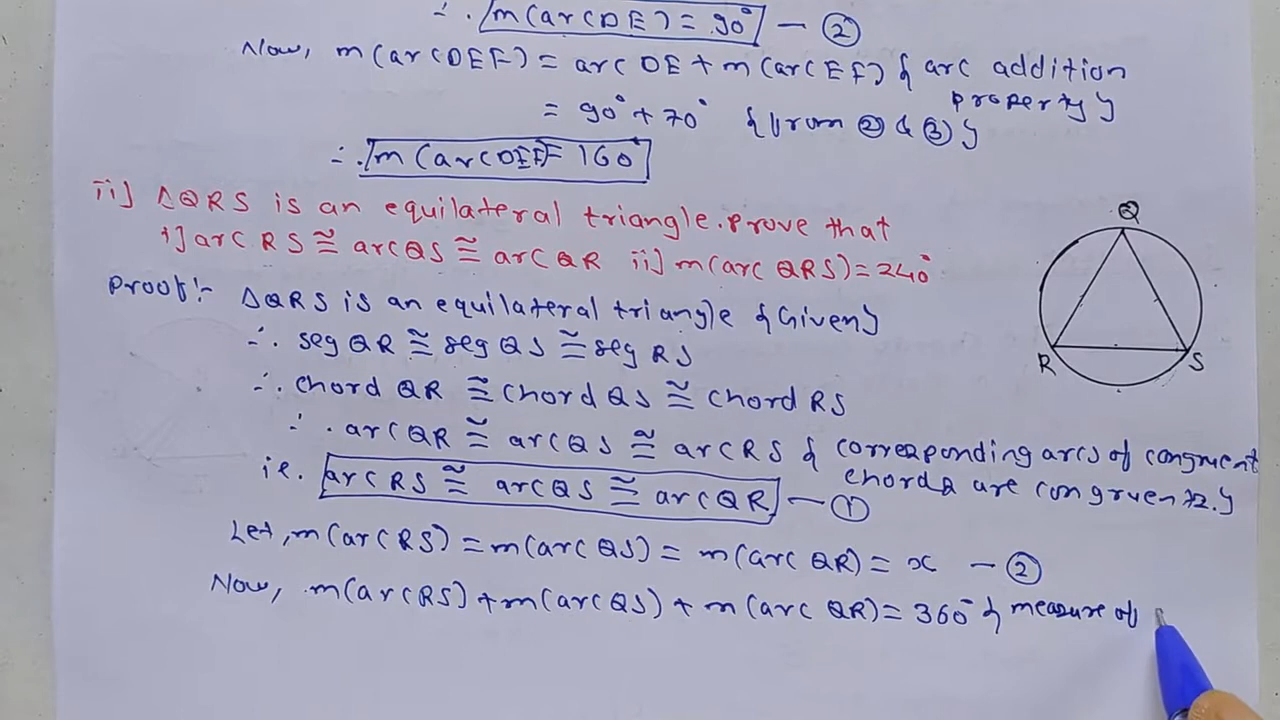 ∴ m(arc DE) = 90° — ②
Now, m(arc DEF) = arc DE + m(arc EF) { arc addition
property }
= 90° + 70° { from ② & ③ }
∴ m(arc DEF) = 160°
ii] △QRS is an equilateral triangle. Prove that
i] arc RS ≅ arc QS ≅ arc QR ii] m(arc QRS) = 240°
Proof:- △QRS is an equilateral triangle { Given }
∴ seg QR ≅ seg QS ≅ seg RS
∴ chord QR ≅ chord QS ≅ chord RS
∴ arc QR ≅ arc QS ≅ arc RS { corresponding arcs of congruent
chords are congruent. }
i.e. arc RS ≅ arc QS ≅ arc QR — ①
Let, m(arc RS) = m(arc QS) = m(arc QR) = x — ②
Now, m(arc RS) + m(arc QS) + m(arc QR) = 360° { measure of
Q
R
S